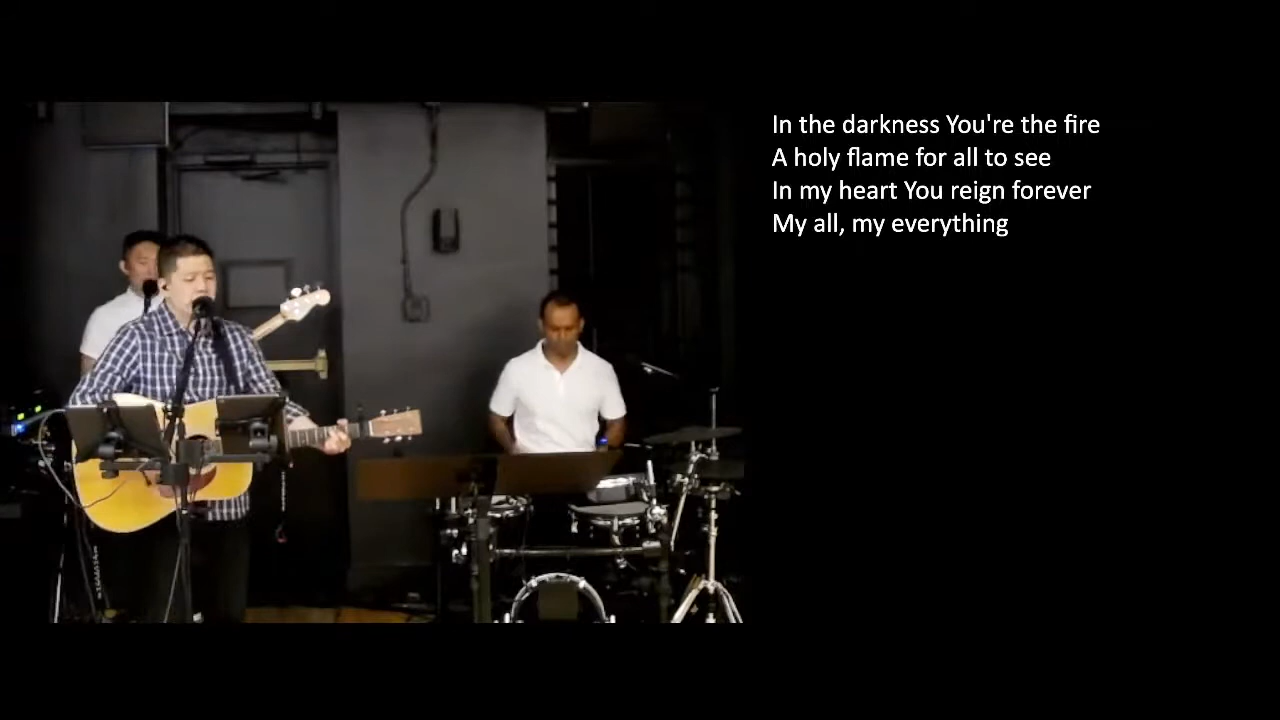 In the darkness You're the fire
A holy flame for all to see
In my heart You reign forever
My all, my everything